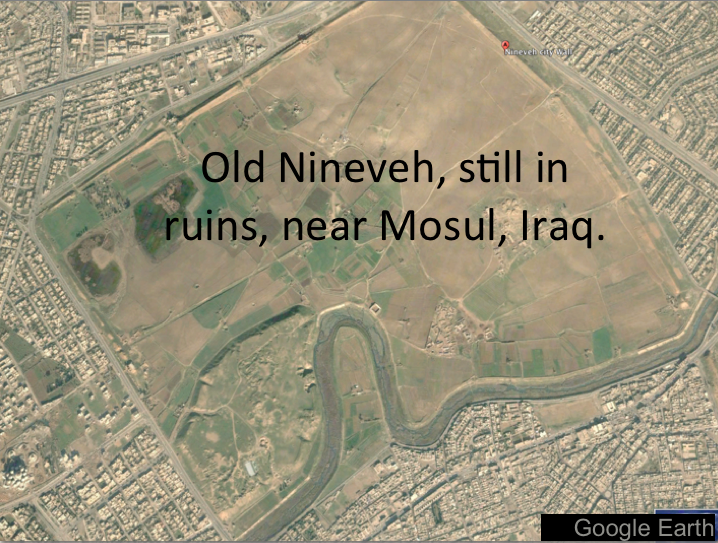 Nineveh city wall
Old Nineveh, still in
ruins, near Mosul, Iraq.
Google Earth